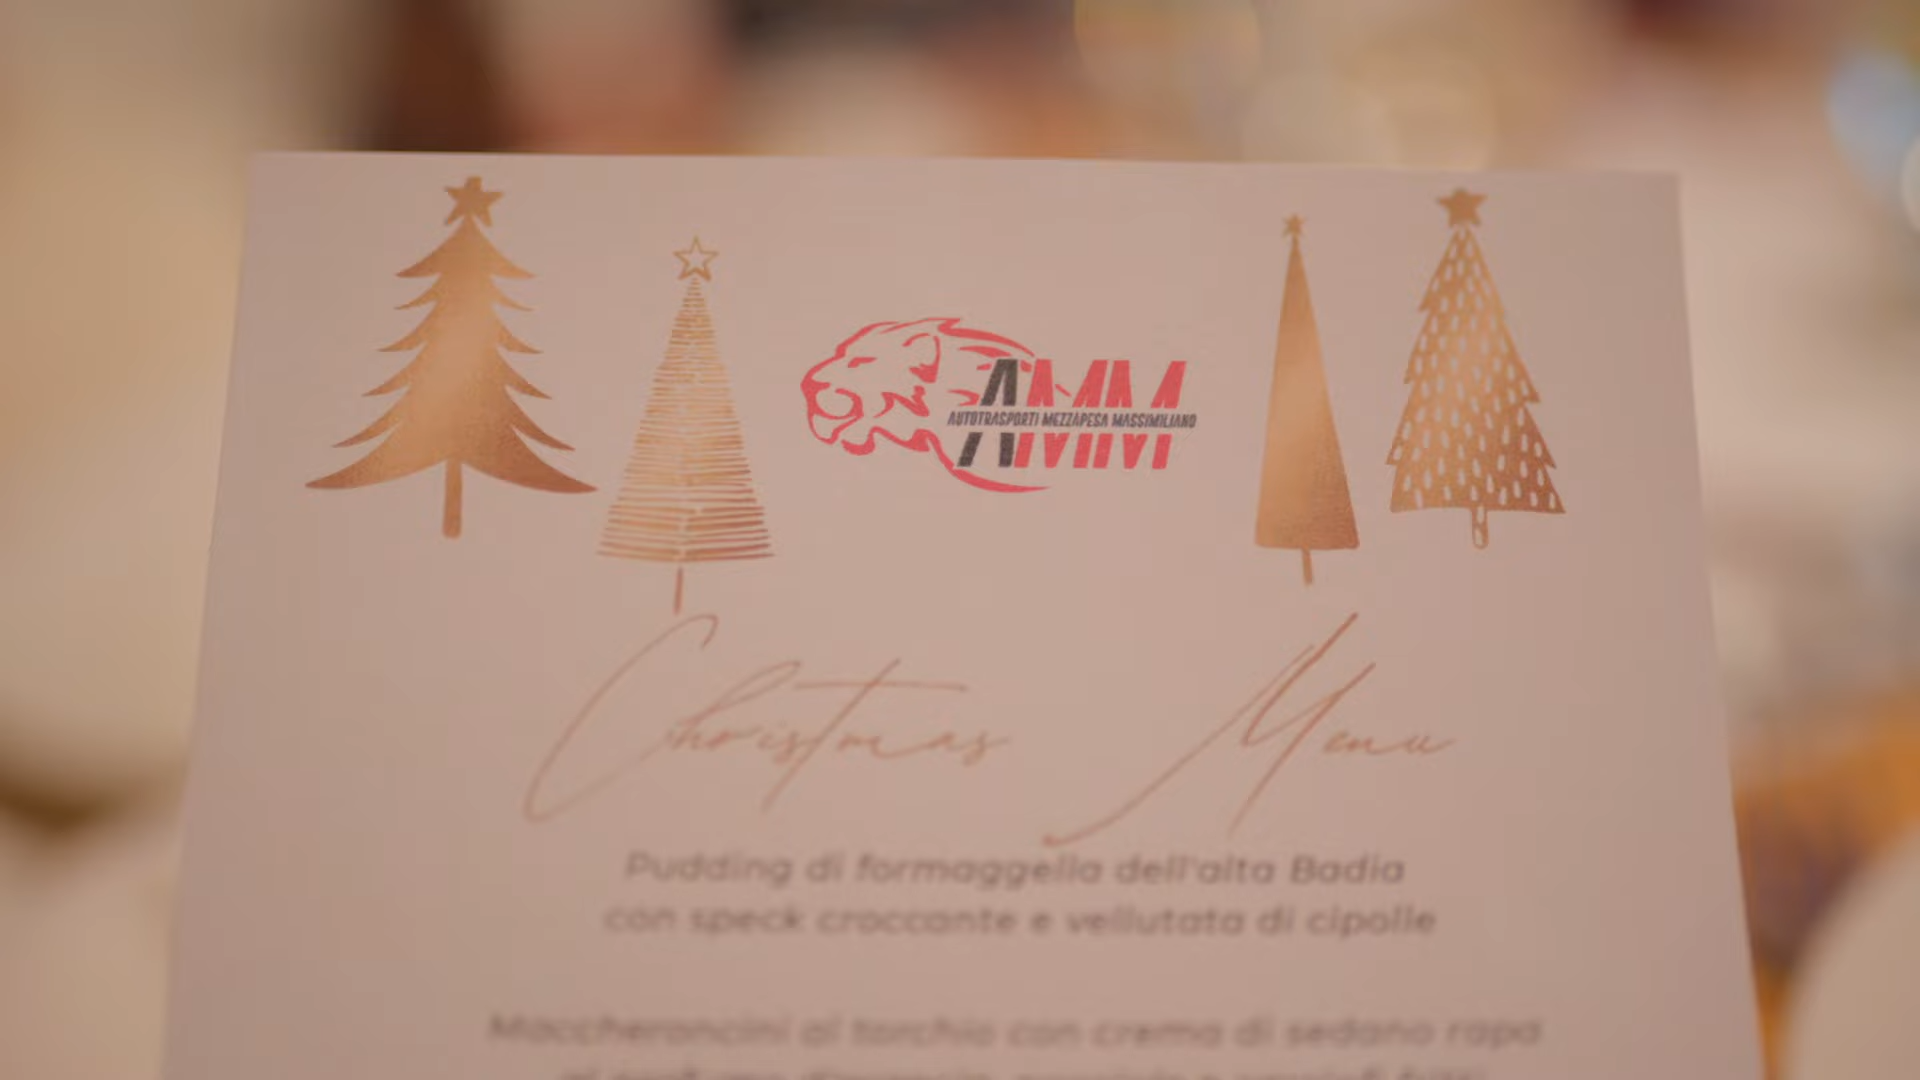 AMM
AUTOTRASPORTI MEZZAPESA MASSIMILIANO
Christmas Menu
Pudding di formaggella dell'alta Badia
con speck croccante e vellutata di cipolle
Maccheroncini al torchio con crema di sedano rapa